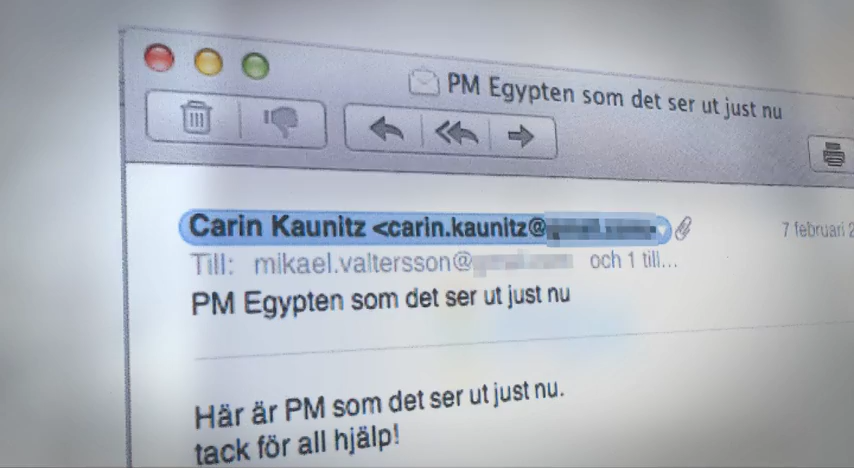 PM Egypten som det ser ut just nu
Carin Kaunitz <carin.kaunitz@
7 februari 2
Till: mikael.valtersson@ och 1 till...
PM Egypten som det ser ut just nu
Här är PM som det ser ut just nu.
tack för all hjälp!